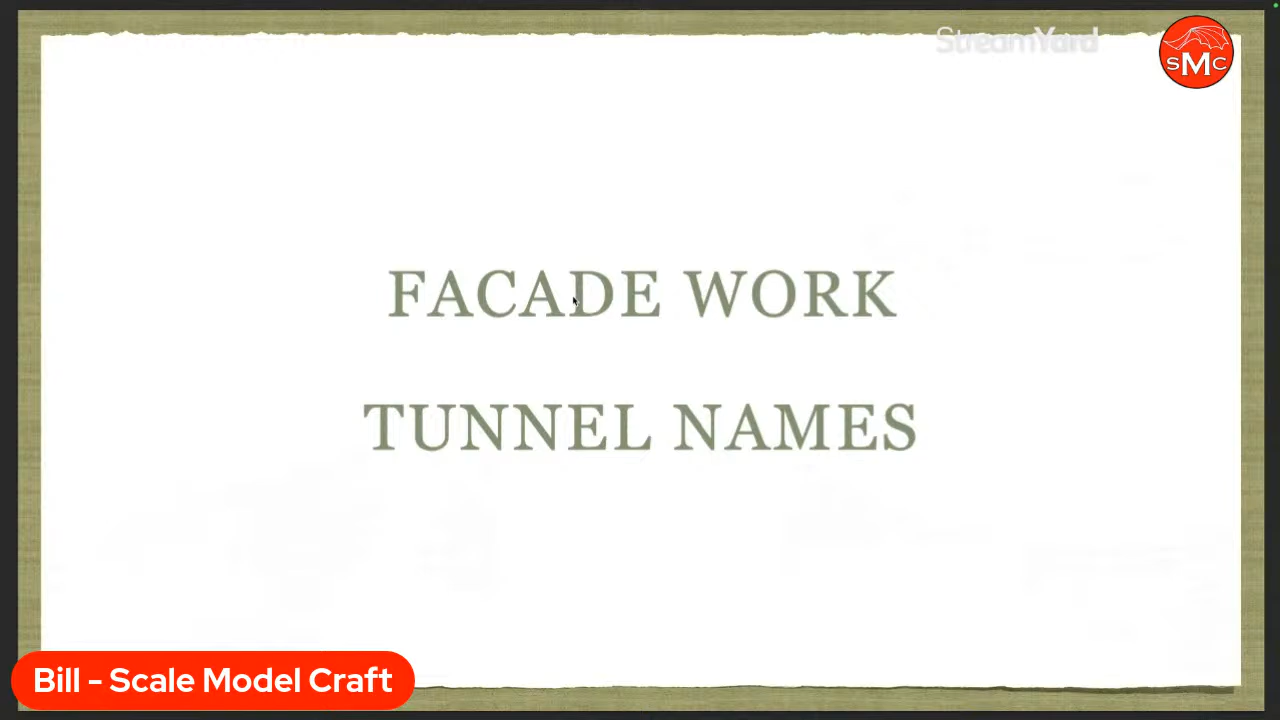 StreamYard
SMC
FACADE WORK
TUNNEL NAMES
Bill - Scale Model Craft